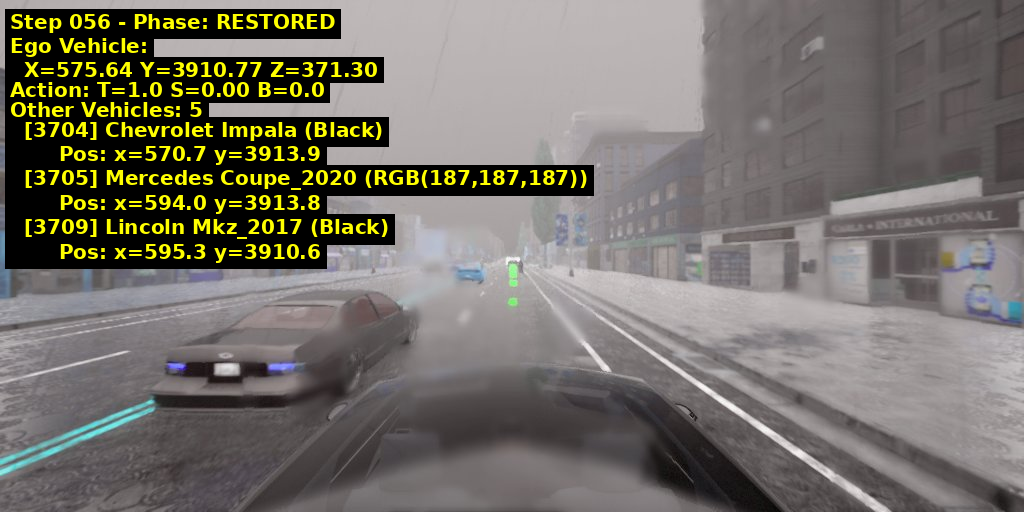 Step 056 - Phase: RESTORED
Ego Vehicle:
X=575.64 Y=3910.77 Z=371.30
Action: T=1.0 S=0.00 B=0.0
Other Vehicles: 5
[3704] Chevrolet Impala (Black)
Pos: x=570.7 y=3913.9
[3705] Mercedes Coupe_2020 (RGB(187,187,187))
Pos: x=594.0 y=3913.8
[3709] Lincoln Mkz_2017 (Black)
Pos: x=595.3 y=3910.6
INTERNATIONAL